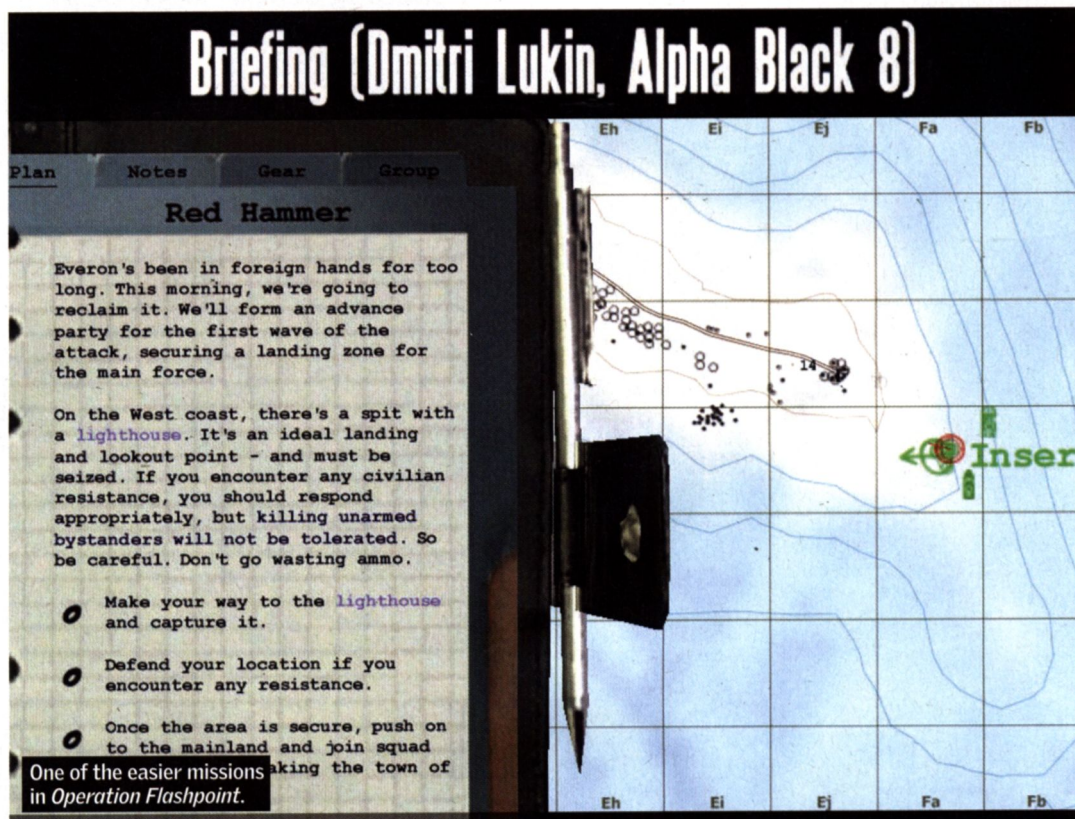 Briefing (Dmitri Lukin, Alpha Black 8)
Plan Notes Gear Group
Red Hammer
Everon's been in foreign hands for too
long. This morning, we're going to
reclaim it. We'll form an advance
party for the first wave of the
attack, securing a landing zone for
the main force.
On the West coast, there's a spit with
a lighthouse. It's an ideal landing
and lookout point - and must be
seized. If you encounter any civilian
resistance, you should respond
appropriately, but killing unarmed
bystanders will not be tolerated. So
be careful. Don't go wasting ammo.
Make your way to the lighthouse
and capture it.
Defend your location if you
encounter any resistance.
Once the area is secure, push on
to the mainland and join squad
aking the town of
One of the easier missions
in Operation Flashpoint.
Eh Ei Ej Fa Fb
14
Inser
Eh Ei Ej Fa Fb